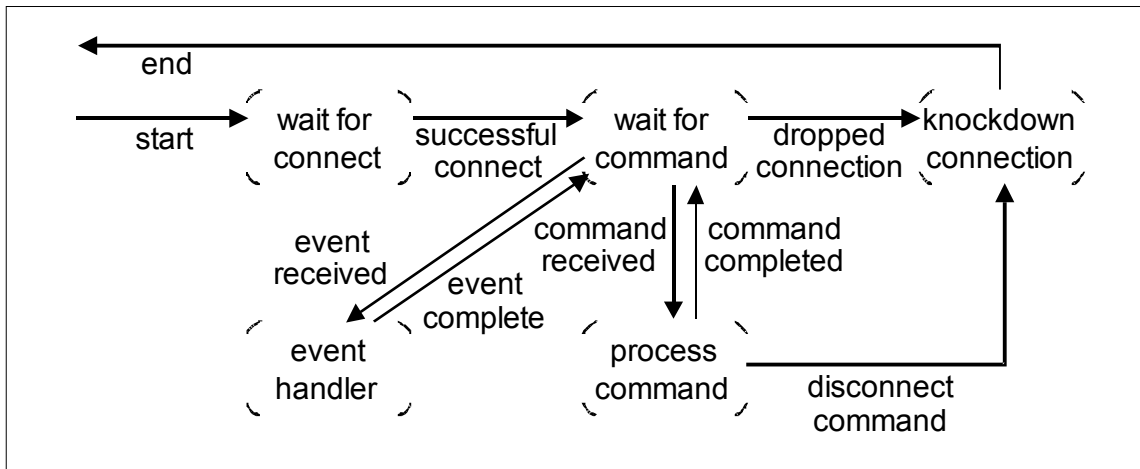 end
start
wait for
connect
successful
connect
wait for
command
dropped
connection
knockdown
connection
event
received
event
complete
command
received
command
completed
event
handler
process
command
disconnect
command